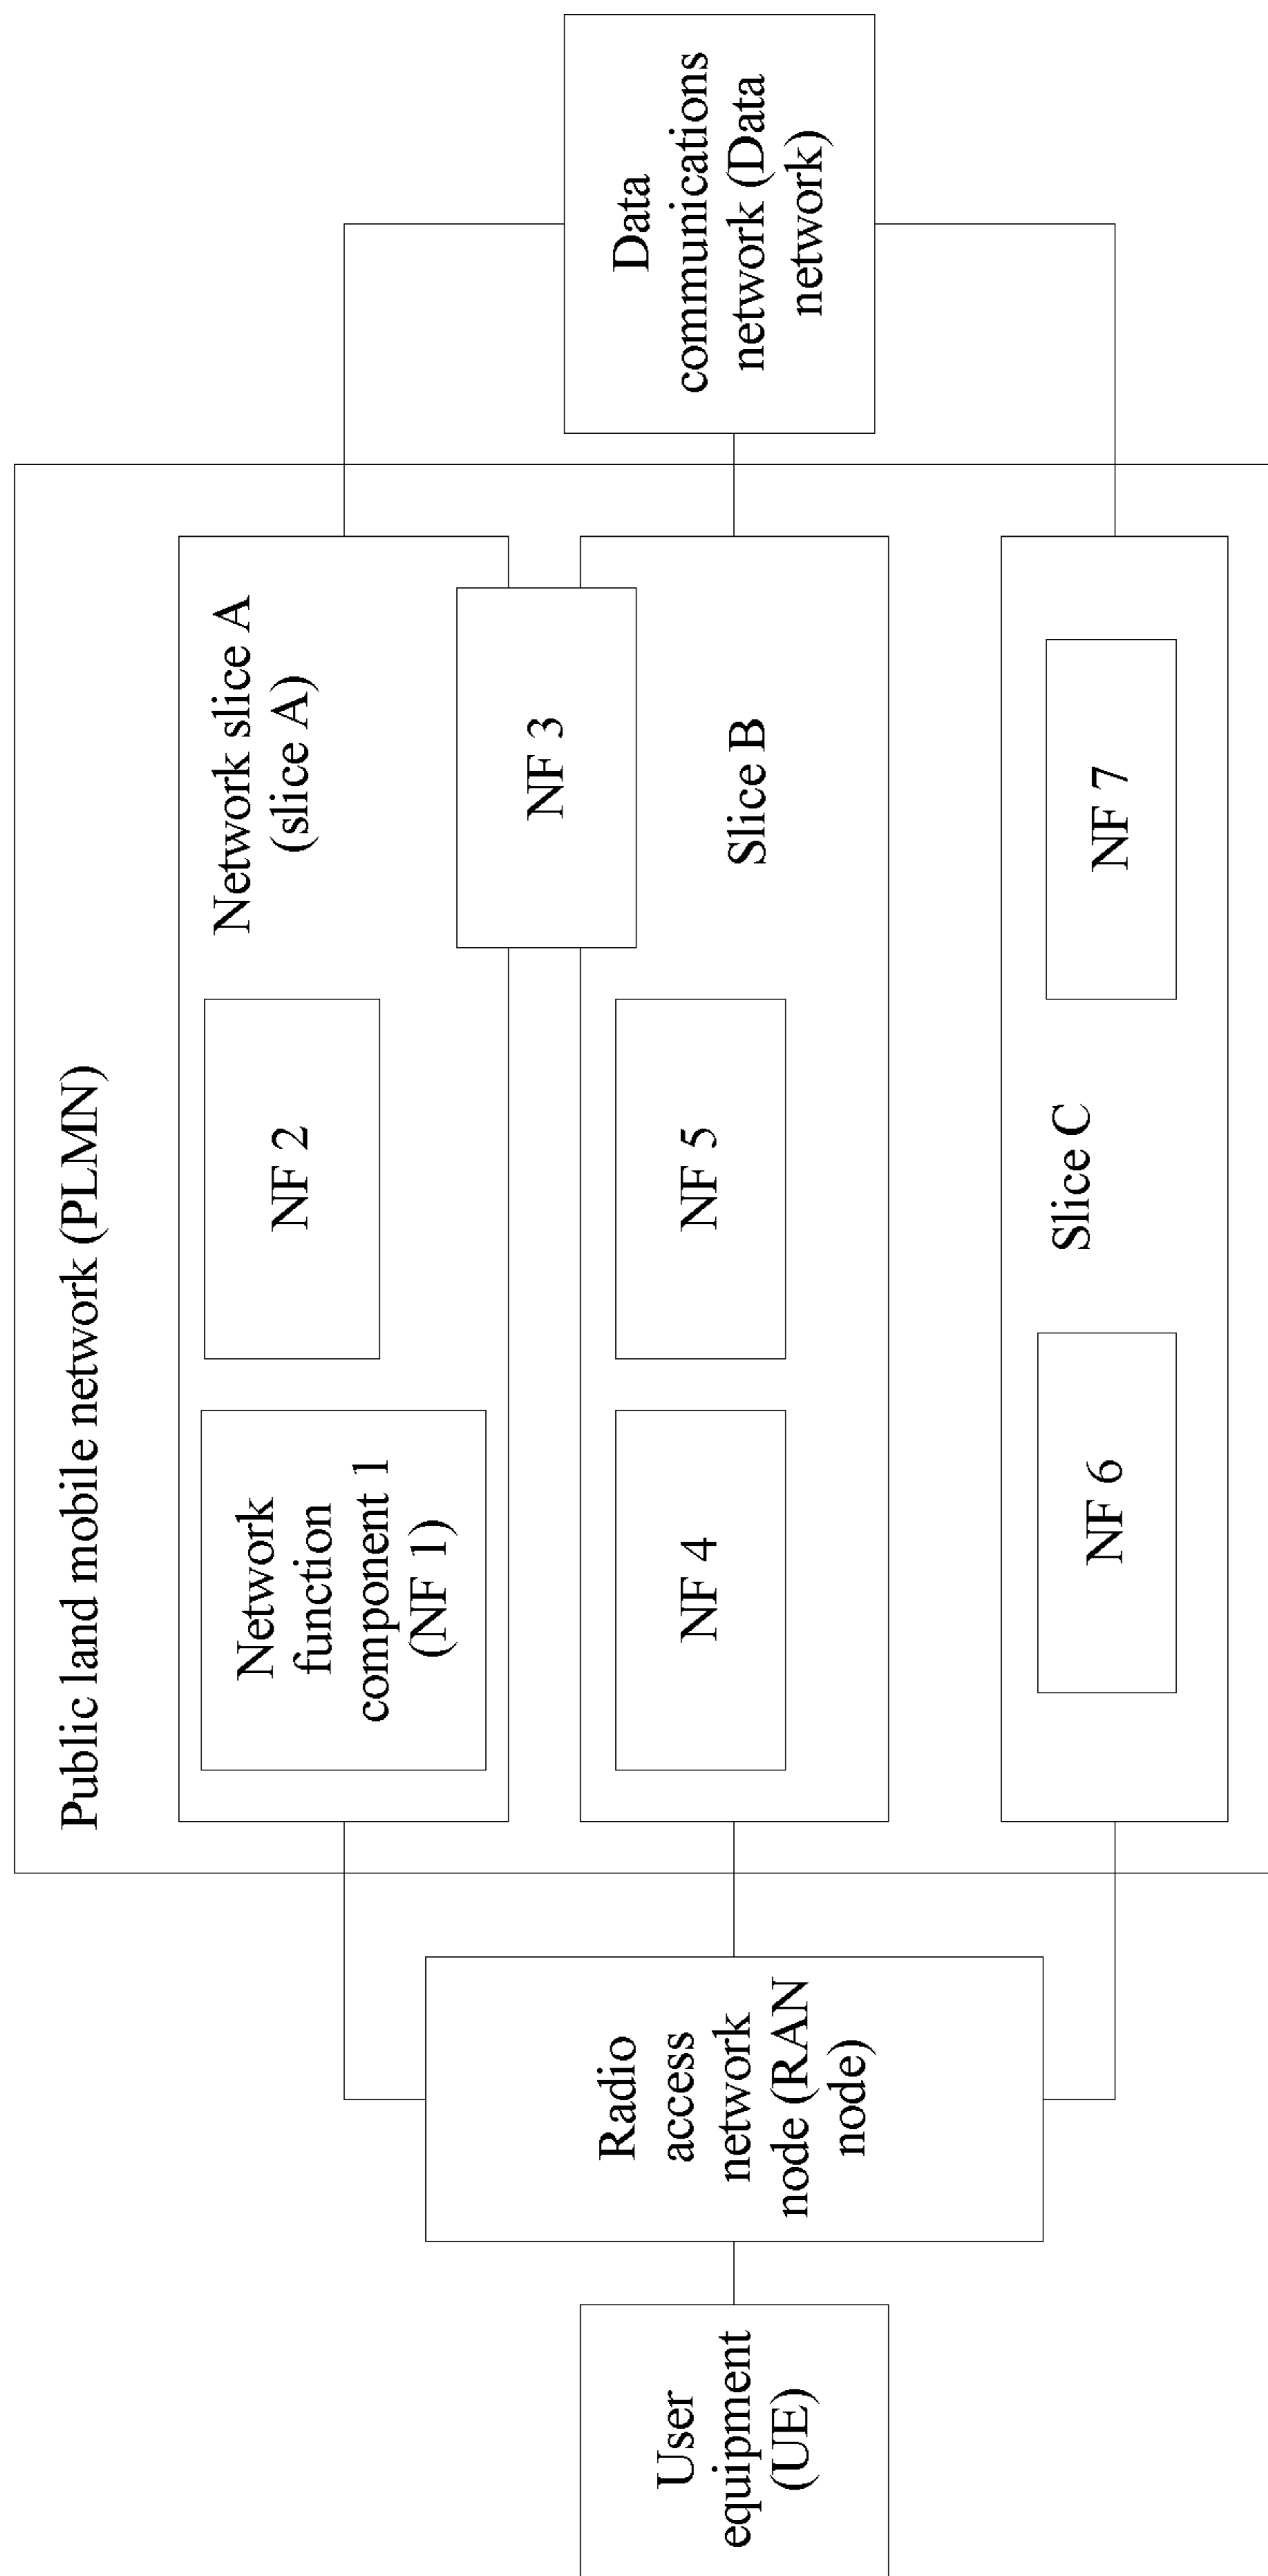 Public land mobile network (PLMN)
User
equipment
(UE)
Radio
access
network
node (RAN
node)
Network
function
component 1
(NF 1)
NF 2
Network slice A
(slice A)
NF 3
NF 4
NF 5
Slice B
NF 6
Slice C
NF 7
Data
communications
network (Data
network)